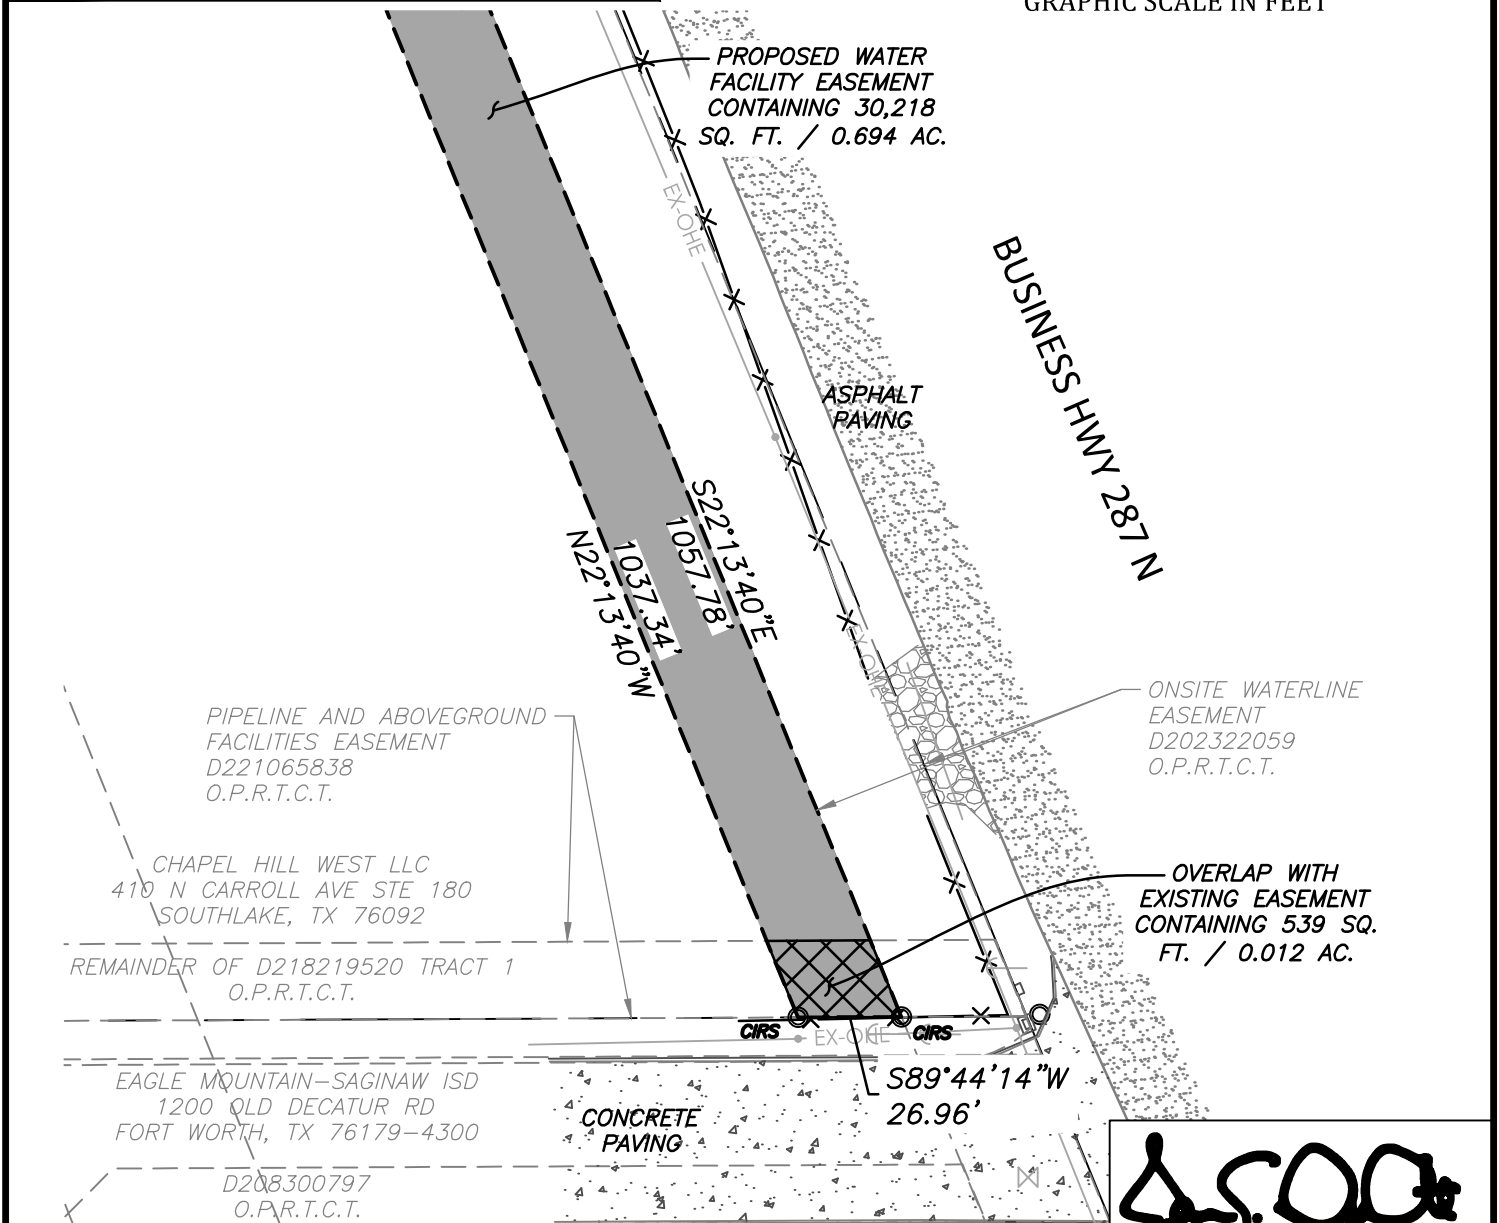 GRAPHIC SCALE IN FEET
PROPOSED WATER
FACILITY EASEMENT
CONTAINING 30,218
SQ. FT. / 0.694 AC.
EX-OHE
BUSINESS HWY 287 N
ASPHALT
PAVING
S22°13'40"E
1057.78'
1037.34'
N22°13'40"W
EX-OHE
ONSITE WATERLINE
EASEMENT
D202322059
O.P.R.T.C.T.
PIPELINE AND ABOVEGROUND
FACILITIES EASEMENT
D221065838
O.P.R.T.C.T.
CHAPEL HILL WEST LLC
410 N CARROLL AVE STE 180
SOUTHLAKE, TX 76092
OVERLAP WITH
EXISTING EASEMENT
CONTAINING 539 SQ.
FT. / 0.012 AC.
REMAINDER OF D218219520 TRACT 1
O.P.R.T.C.T.
CIRS
EX-OHE
CIRS
S89°44'14"W
26.96'
EAGLE MOUNTAIN-SAGINAW ISD
1200 OLD DECATUR RD
FORT WORTH, TX 76179-4300
CONCRETE
PAVING
D208300797
O.P.R.T.C.T.